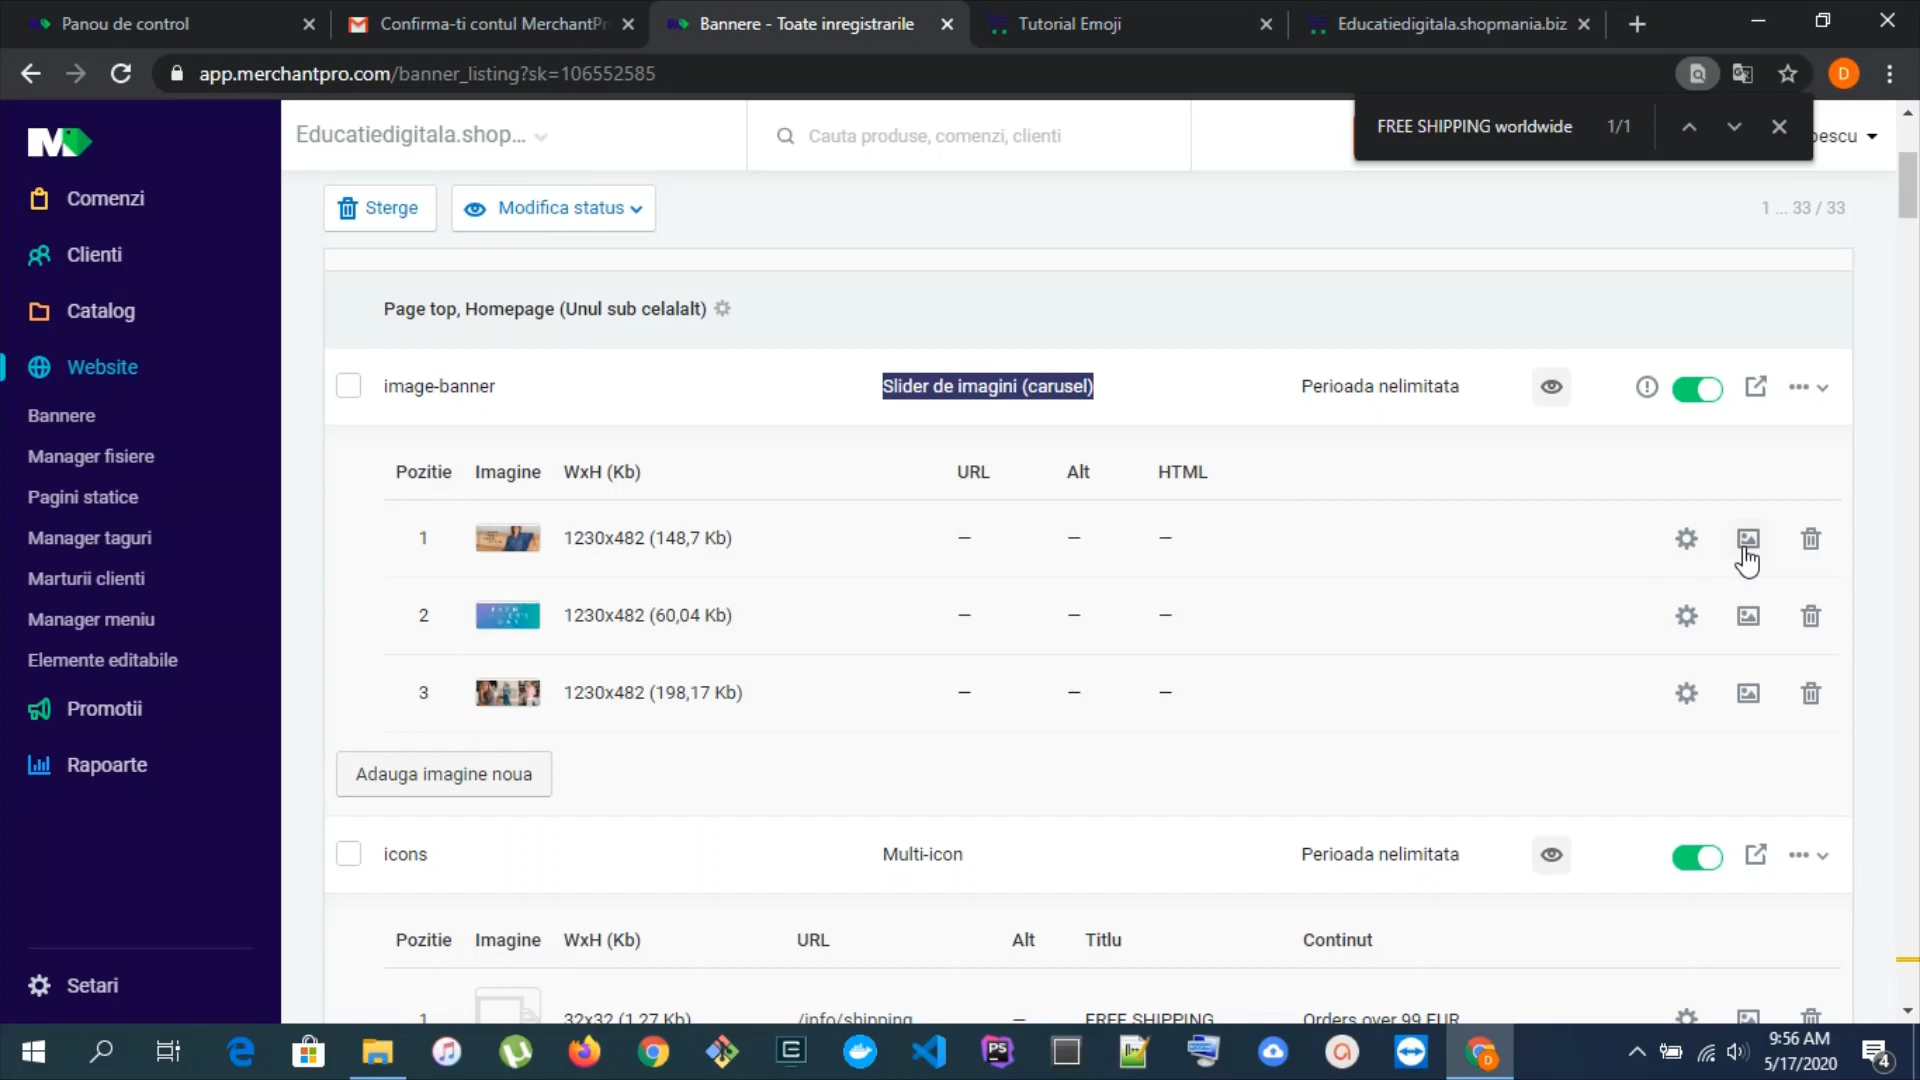 Panou de control
Confirma-ti contul MerchantPr
Bannere - Toate inregistrarile
Tutorial Emoji
Educatiedigitala.shopmania.biz
app.merchantpro.com/banner_listing?sk=106552585
D
FREE SHIPPING worldwide 1/1
Educatiedigitala.shop...
Cauta produse, comenzi, clienti
escu
Comenzi
Clienti
Catalog
Website
Bannere
Manager fisiere
Pagini statice
Manager taguri
Marturii clienti
Manager meniu
Elemente editabile
Promotii
Rapoarte
Setari
Sterge
Modifica status
1 ... 33 / 33
Page top, Homepage (Unul sub celalalt)
image-banner Slider de imagini (carusel) Perioada nelimitata
Pozitie Imagine WxH (Kb) URL Alt HTML
1 1230x482 (148,7 Kb) – – –
2 1230x482 (60,04 Kb) – – –
3 1230x482 (198,17 Kb) – – –
Adauga imagine noua
icons Multi-icon Perioada nelimitata
Pozitie Imagine WxH (Kb) URL Alt Titlu Continut
1 32x32 (1,27 Kb) /info/shipping – FREE SHIPPING Orders over 99 EUR
9:56 AM
5/17/2020
4